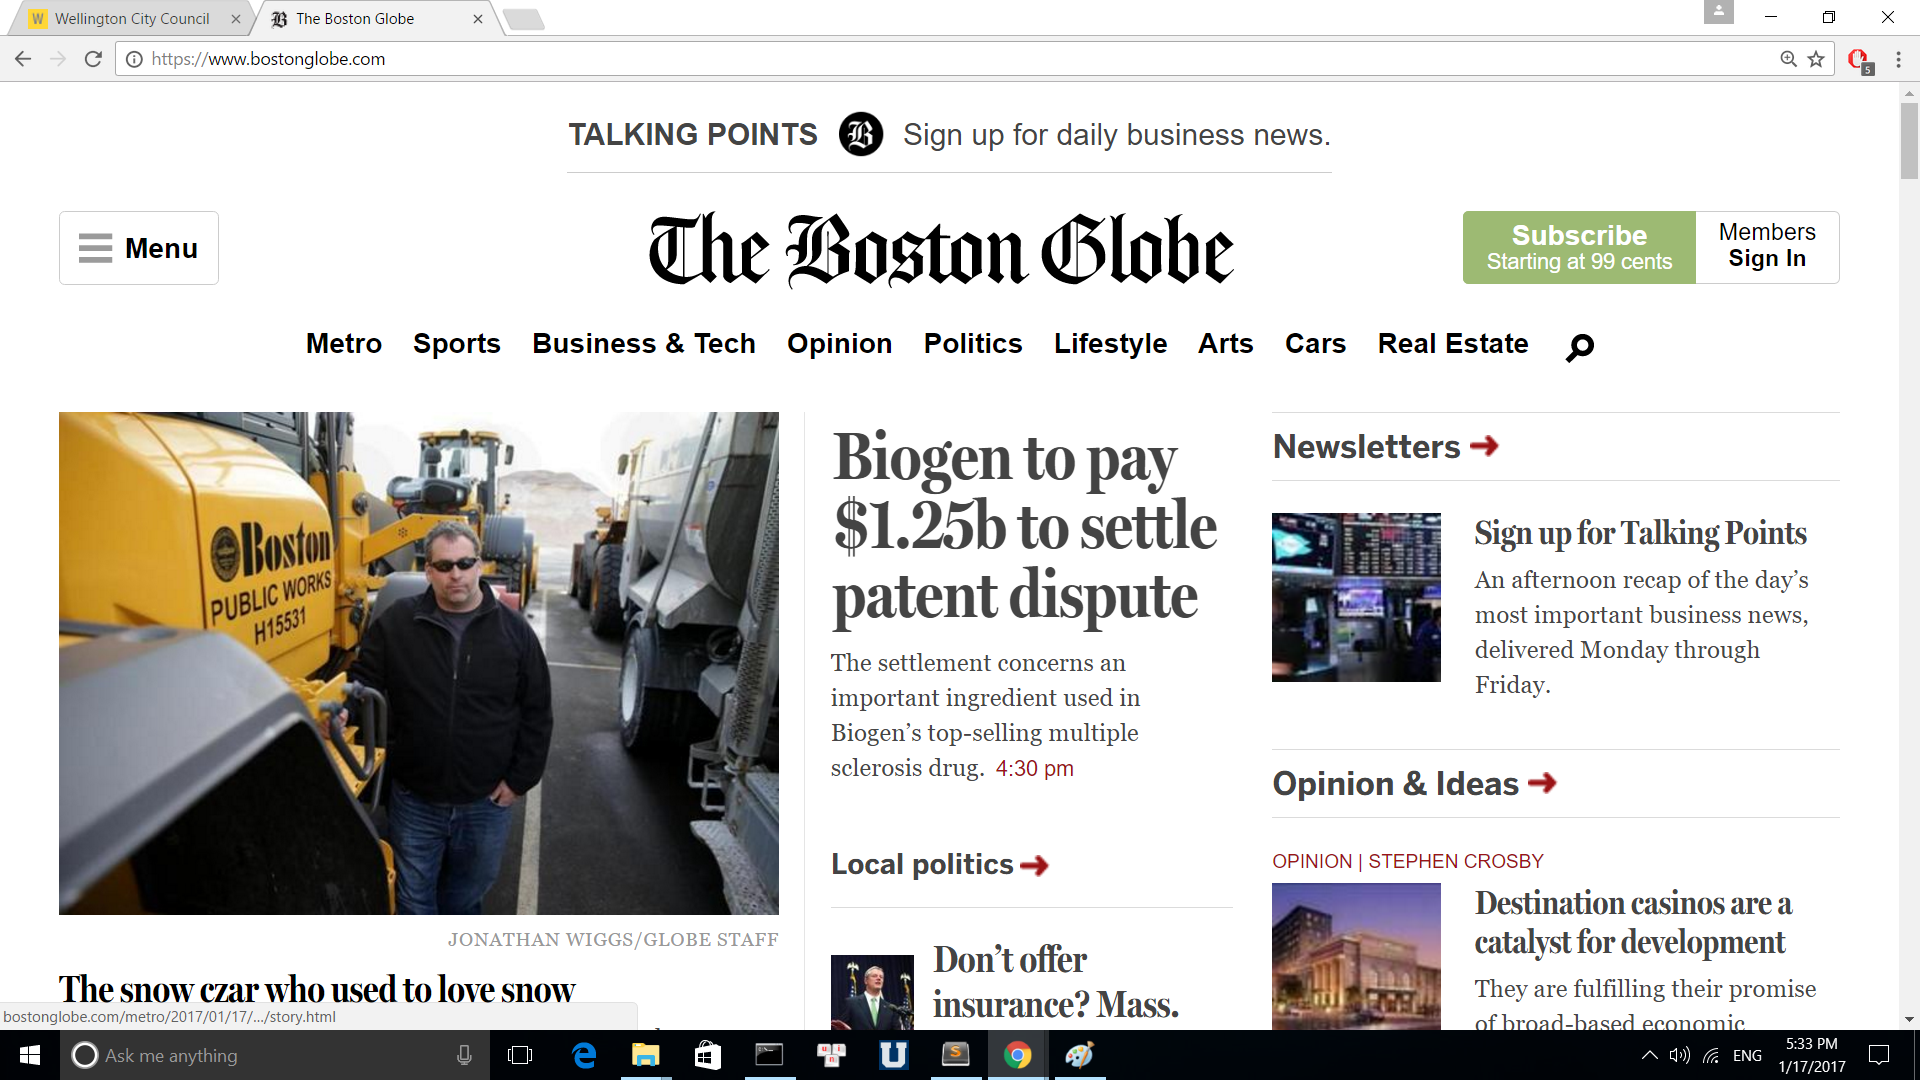 Wellington City Council
The Boston Globe
https://www.bostonglobe.com
5
TALKING POINTS B Sign up for daily business news.
Menu
The Boston Globe
Subscribe
Starting at 99 cents
Members
Sign In
Metro Sports Business & Tech Opinion Politics Lifestyle Arts Cars Real Estate
Boston
PUBLIC WORKS
H15531
JONATHAN WIGGS/GLOBE STAFF
The snow czar who used to love snow
Biogen to pay
$1.25b to settle
patent dispute
The settlement concerns an
important ingredient used in
Biogen’s top-selling multiple
sclerosis drug. 4:30 pm
Local politics
Don’t offer
insurance? Mass.
Newsletters
Sign up for Talking Points
An afternoon recap of the day’s
most important business news,
delivered Monday through
Friday.
Opinion & Ideas
OPINION | STEPHEN CROSBY
Destination casinos are a
catalyst for development
They are fulfilling their promise
of broad-based economic
bostonglobe.com/metro/2017/01/17/.../story.html
Ask me anything
ENG
5:33 PM
1/17/2017